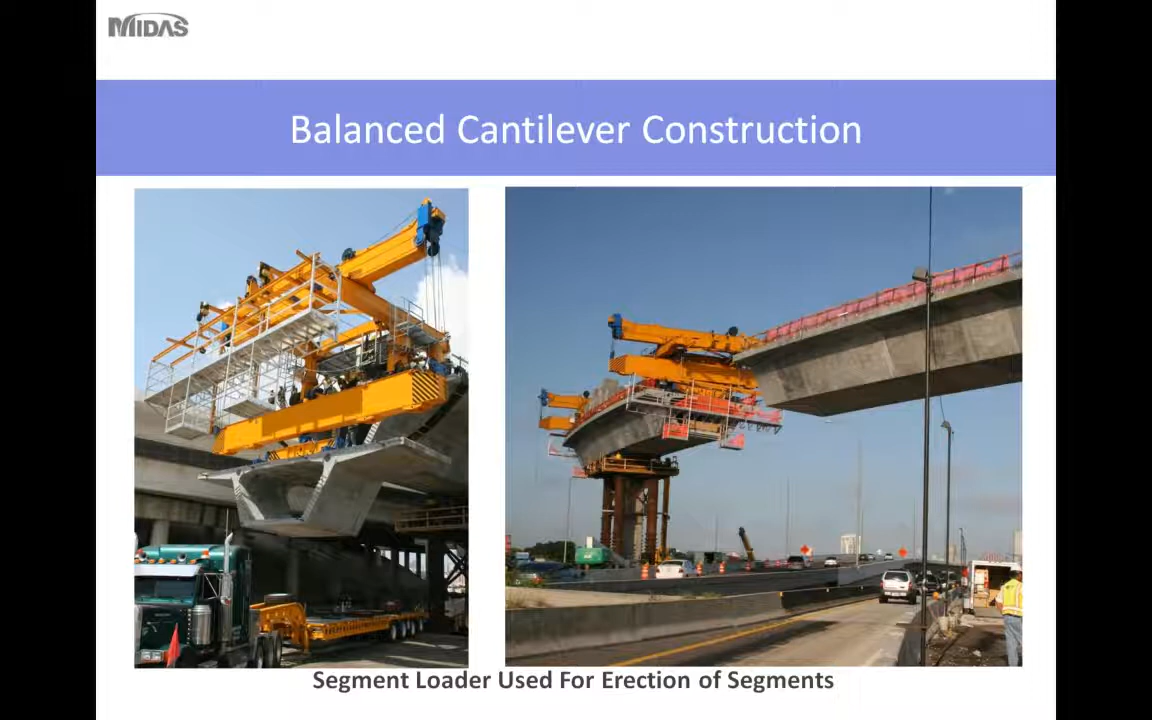 MIDAS
Balanced Cantilever Construction
Segment Loader Used For Erection of Segments